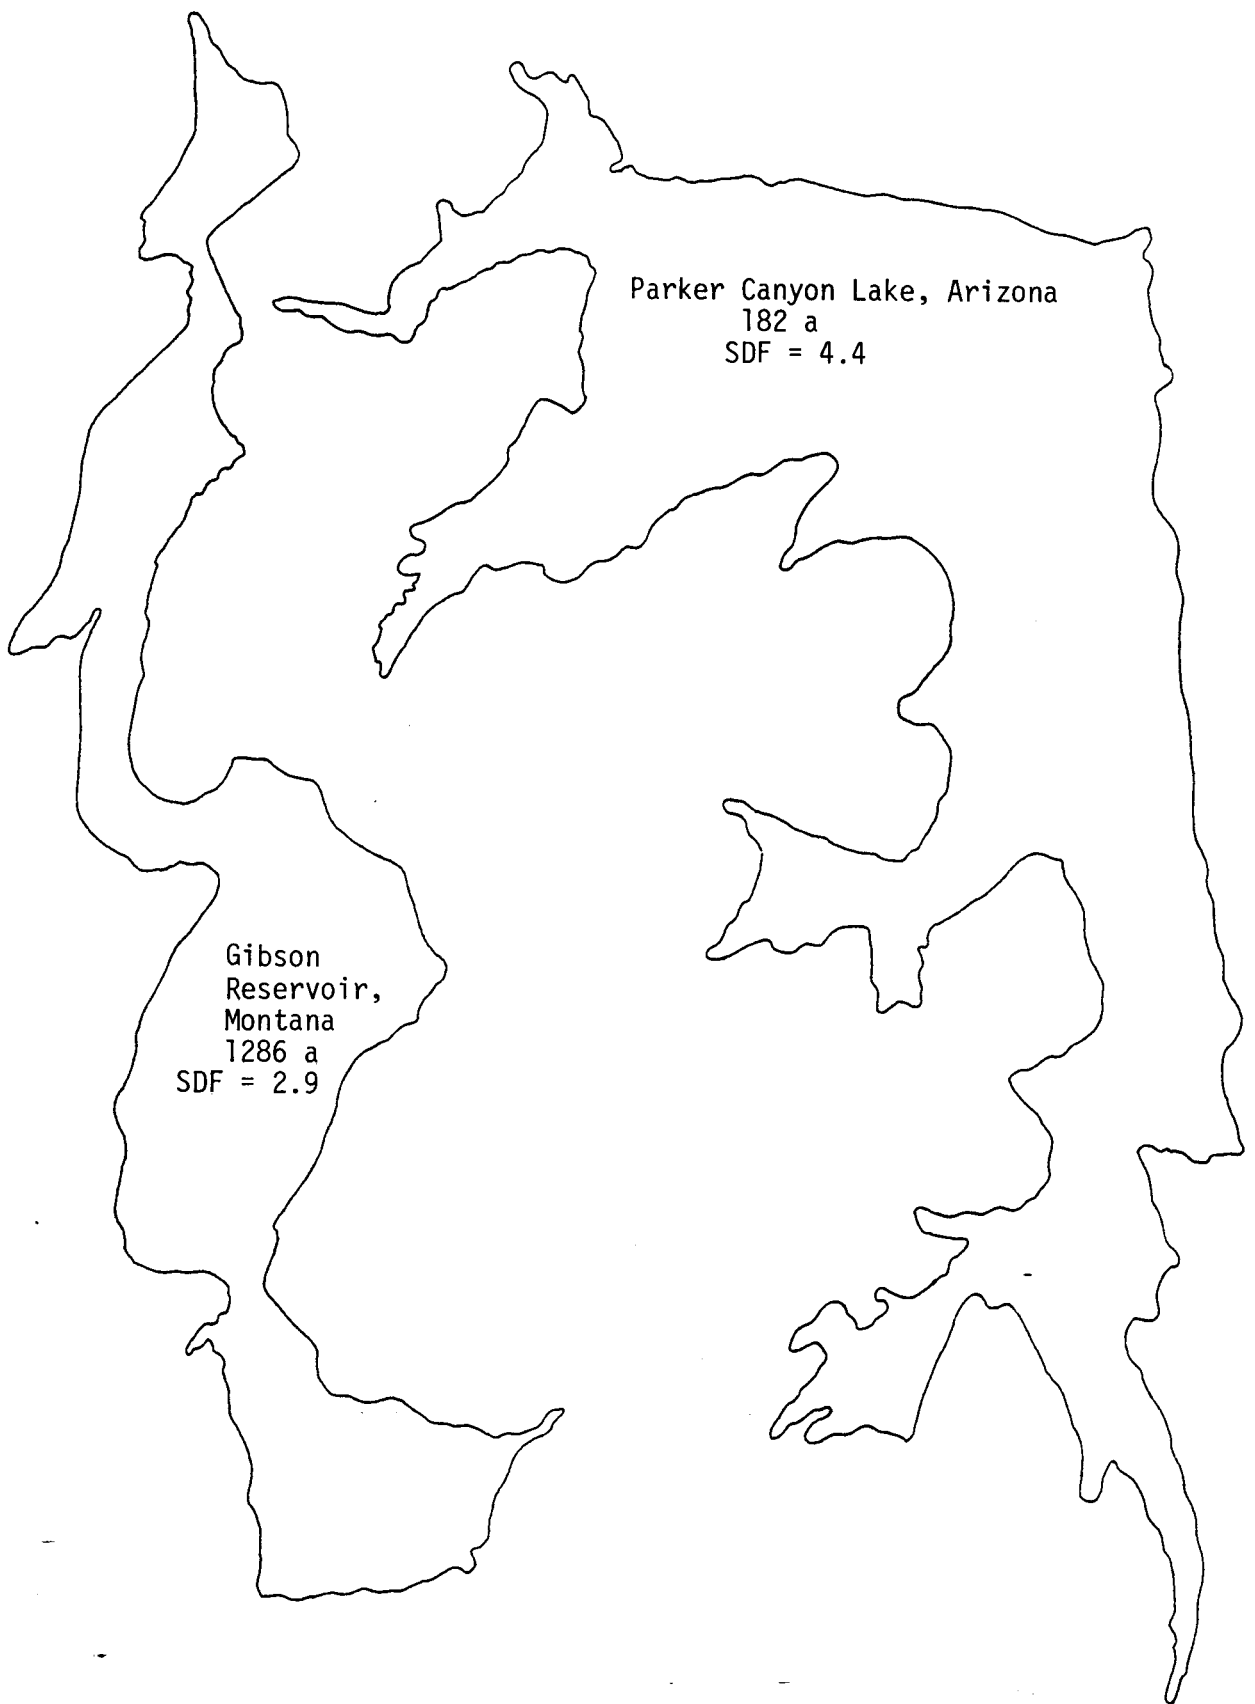 Parker Canyon Lake, Arizona
182 a
SDF = 4.4
Gibson
Reservoir,
Montana
1286 a
SDF = 2.9